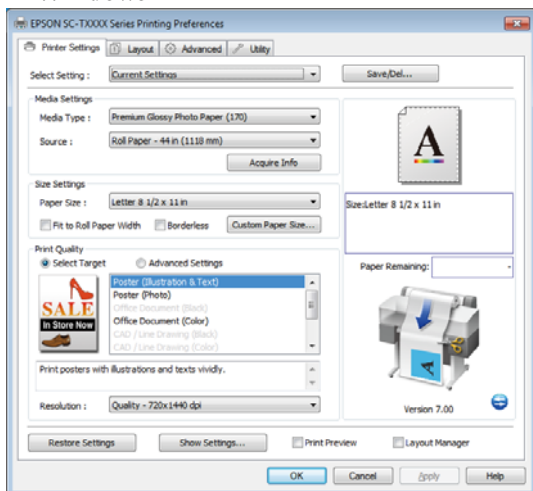 EPSON SC-TXXXX Series Printing Preferences
Printer Settings Layout Advanced Utility
Select Setting : Current Settings Save/Del...
Media Settings
Media Type : Premium Glossy Photo Paper (170)
Source : Roll Paper - 44 in (1118 mm)
Acquire Info
A
Size Settings
Paper Size : Letter 8 1/2 x 11 in
Size:Letter 8 1/2 x 11 in
Fit to Roll Paper Width Borderless Custom Paper Size...
Print Quality
Select Target Advanced Settings
Paper Remaining: -
SALE
In Store Now
Poster (Illustration & Text)
Poster (Photo)
Office Document (Black)
Office Document (Color)
CAD / Line Drawing (Black)
CAD / Line Drawing (Color)
Print posters with illustrations and texts vividly.
A
Resolution : Quality - 720x1440 dpi
Version 7.00
Restore Settings Show Settings... Print Preview Layout Manager
OK Cancel Apply Help